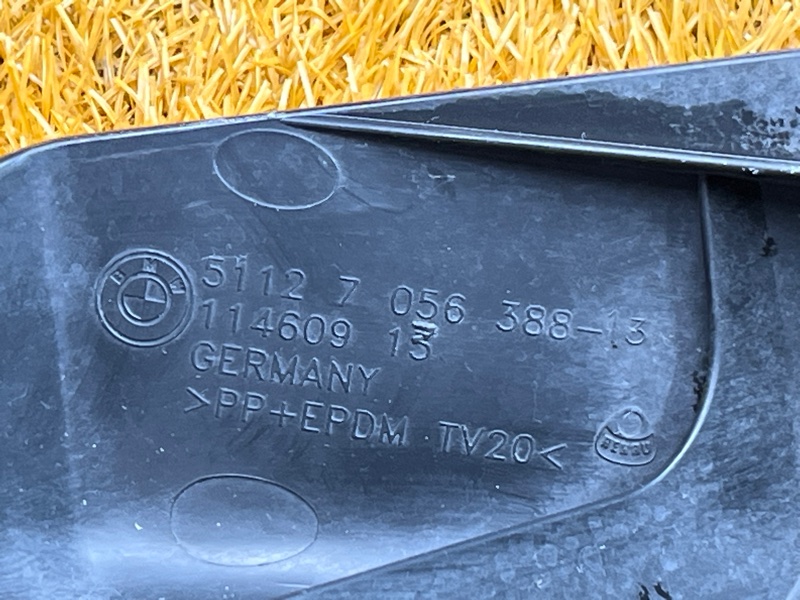 BMW
5112 7 056 388-13
114609 13
GERMANY
>PP+EPDM TV20<